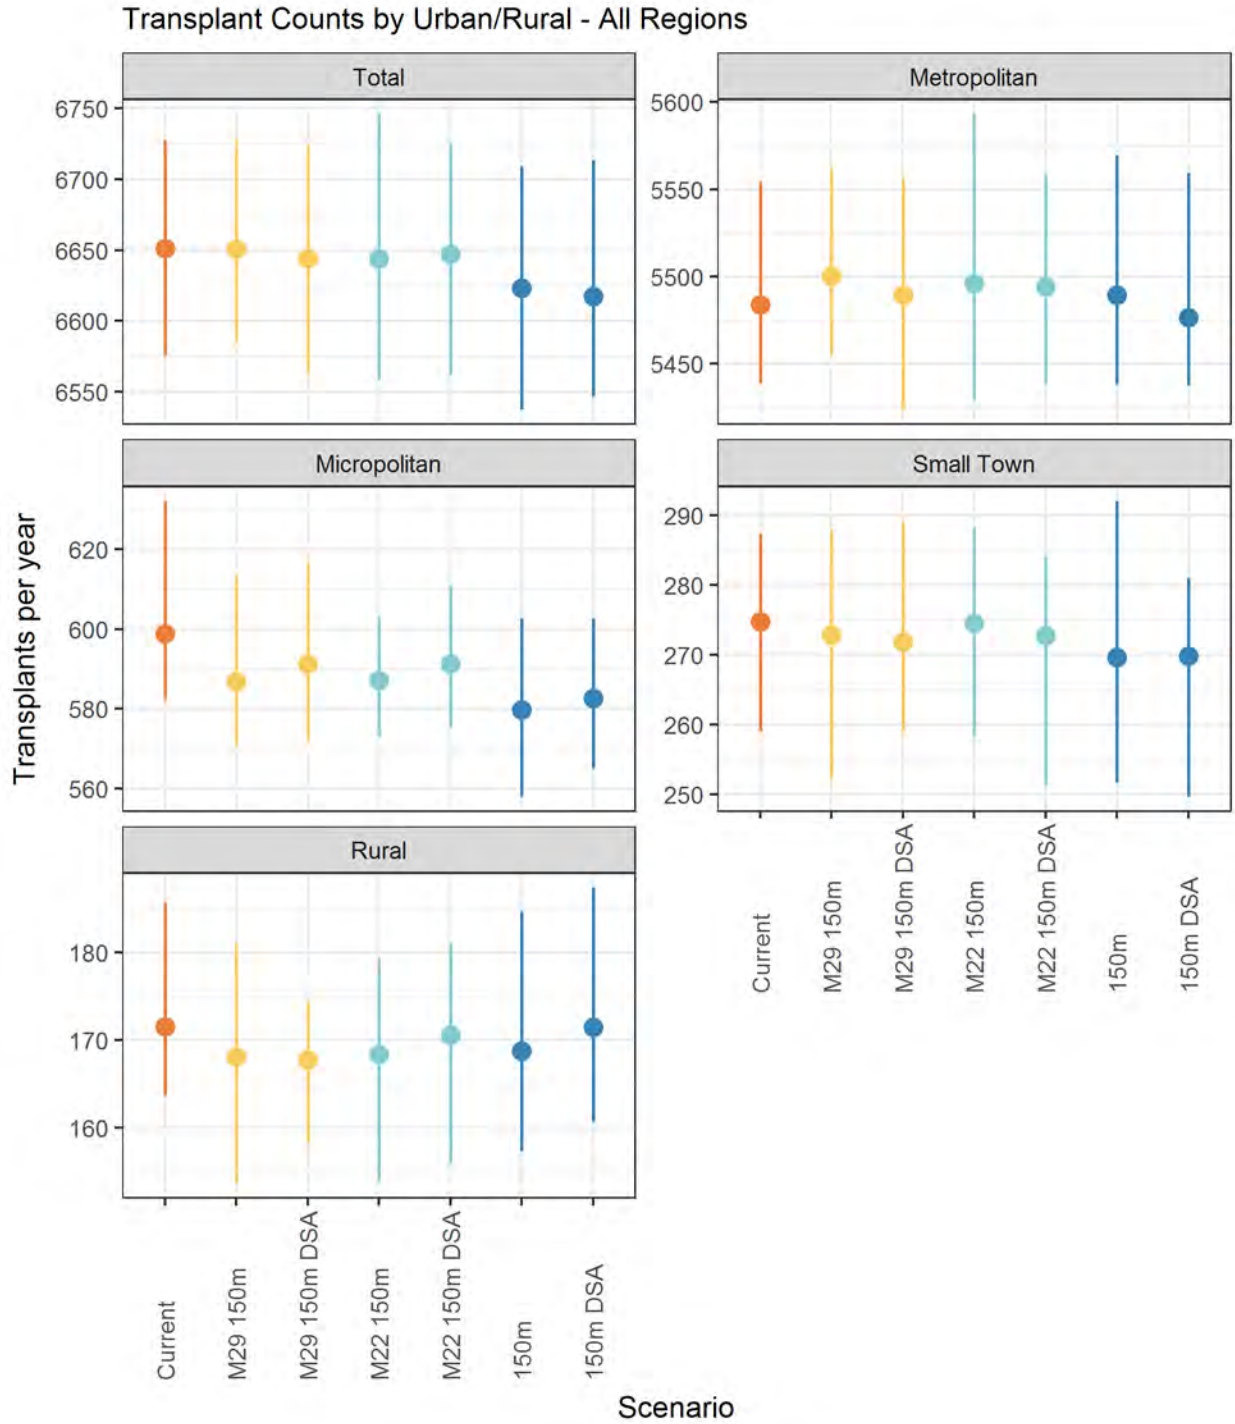 Transplant Counts by Urban/Rural - All Regions
Total
Metropolitan
6750
6700
6650
6600
6550
5600
5550
5500
5450
Micropolitan
Small Town
620
600
580
560
290
280
270
260
250
Transplants per year
Rural
180
170
160
Current
M29 150m
M29 150m DSA
M22 150m
M22 150m DSA
150m
150m DSA
Current
M29 150m
M29 150m DSA
M22 150m
M22 150m DSA
150m
150m DSA
Scenario